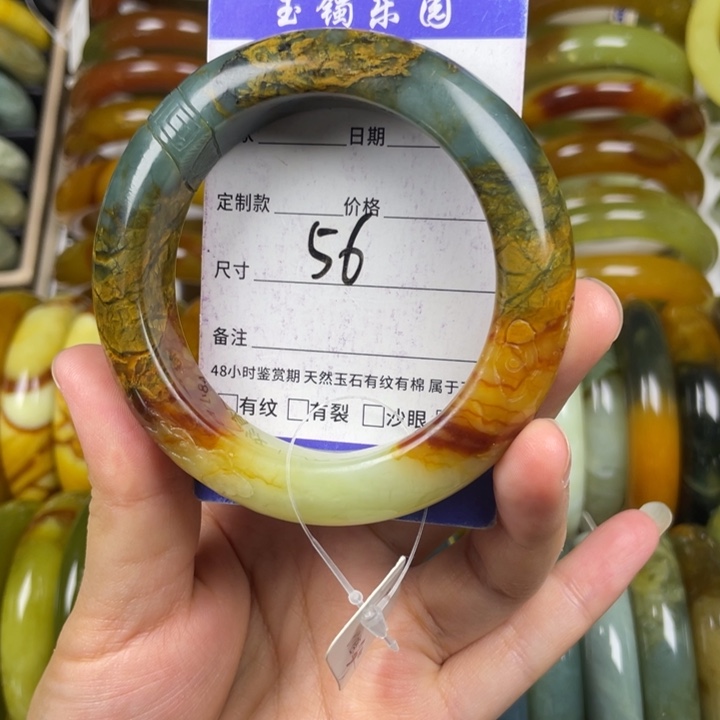 玉镯乐园
款 日期
定制款 价格
尺寸 56
备注
48小时鉴赏期 天然玉石有纹有棉 属于
□有纹 □有裂 □沙眼